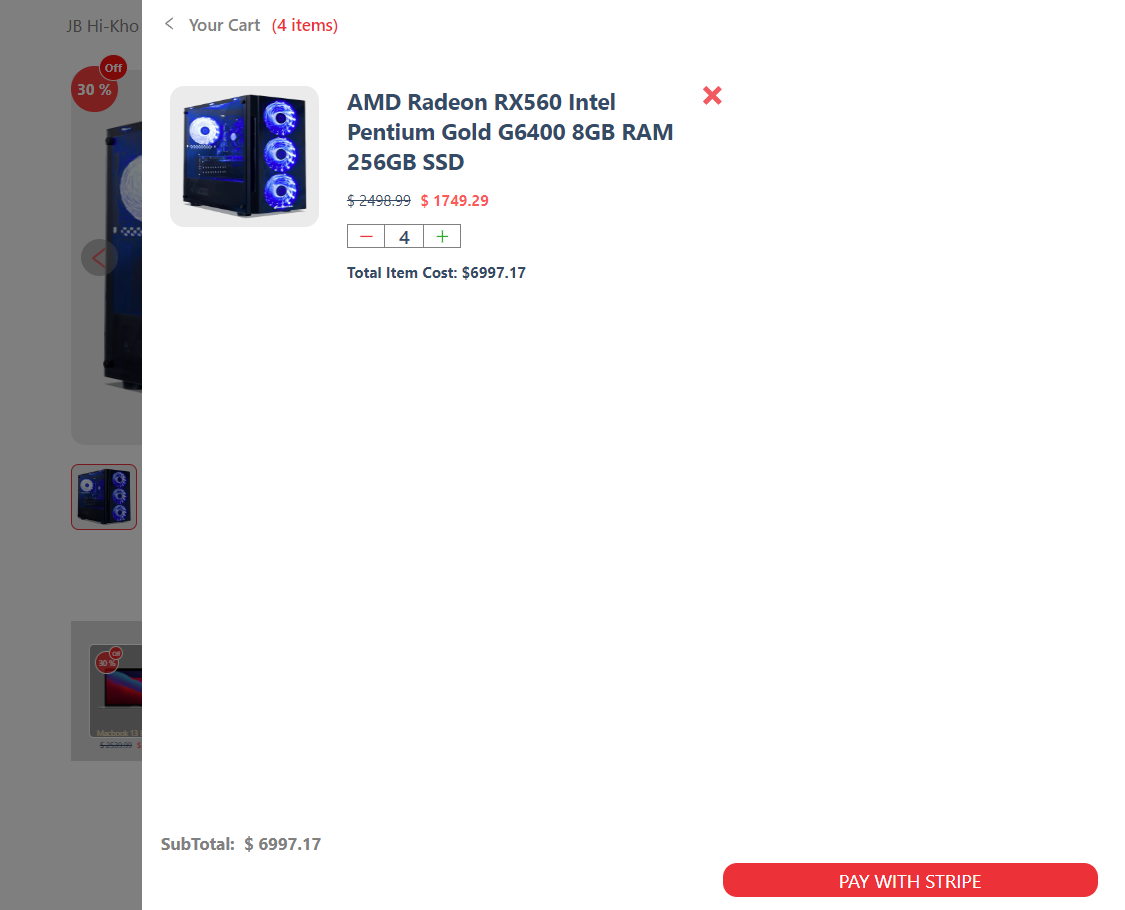 JB Hi-Kho
Your Cart (4 items)
Off
30 %
AMD Radeon RX560 Intel
Pentium Gold G6400 8GB RAM
256GB SSD
$ 2498.99 $ 1749.29
4
Total Item Cost: $6997.17
Off
30 %
Macbook 13
$ 2539.99 $
SubTotal: $ 6997.17
PAY WITH STRIPE